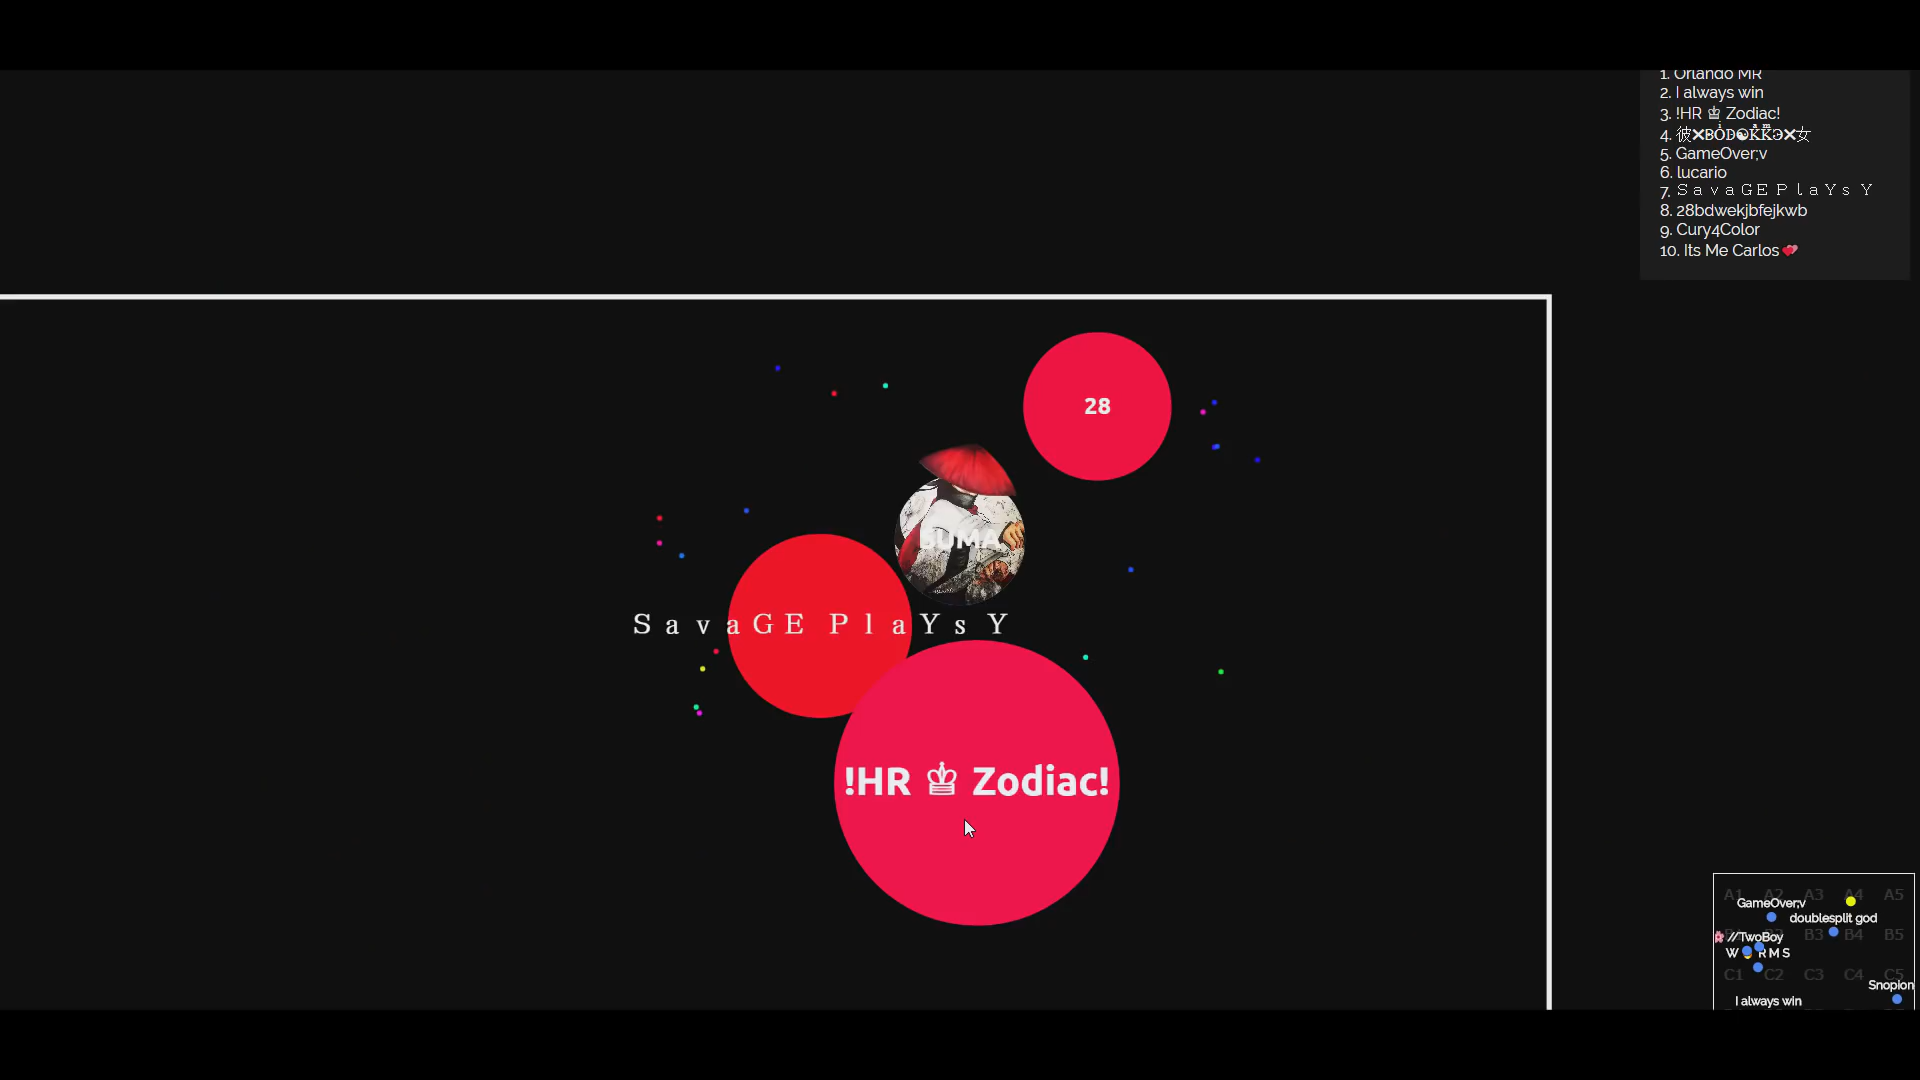 1. Orlando MR
2. I always win
3. !HR ♔ Zodiac!
5. GameOver;v
6. lucario
7. S a v a G E P l a Y s Y
8. 28bdwekjbfejkwb
9. Cury4Color
10. Its Me Carlos💕
28
BUMA
S a v a G E P l a Y s Y
!HR ♔ Zodiac!
A1 A2 A3 A4 A5
GameOver;v
doublesplit god
B3 B4 B5
//TwoBoy
R M S
C1 C2 C3 C4 C5
Snopion
I always win